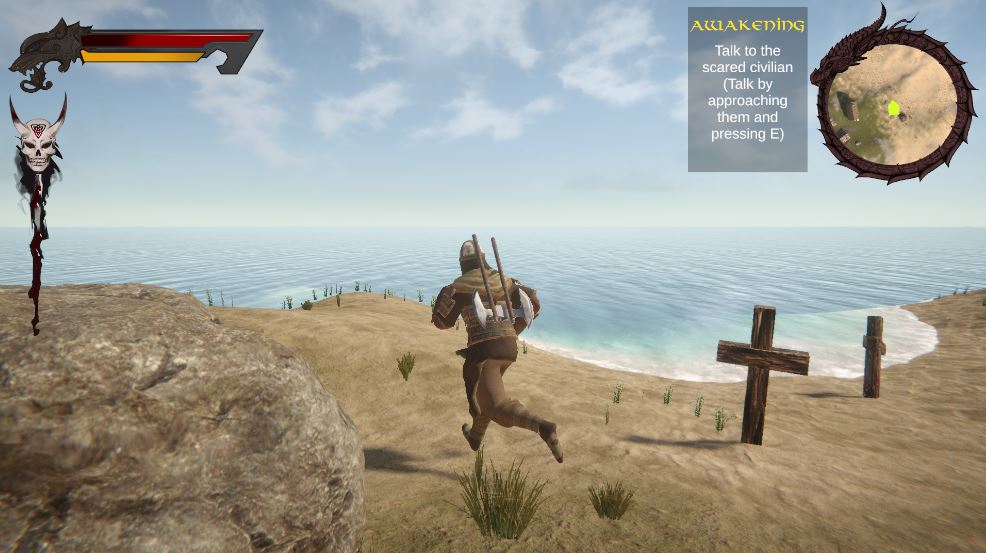 AWAKENING
Talk to the
scared civilian
(Talk by
approaching
them and
pressing E)